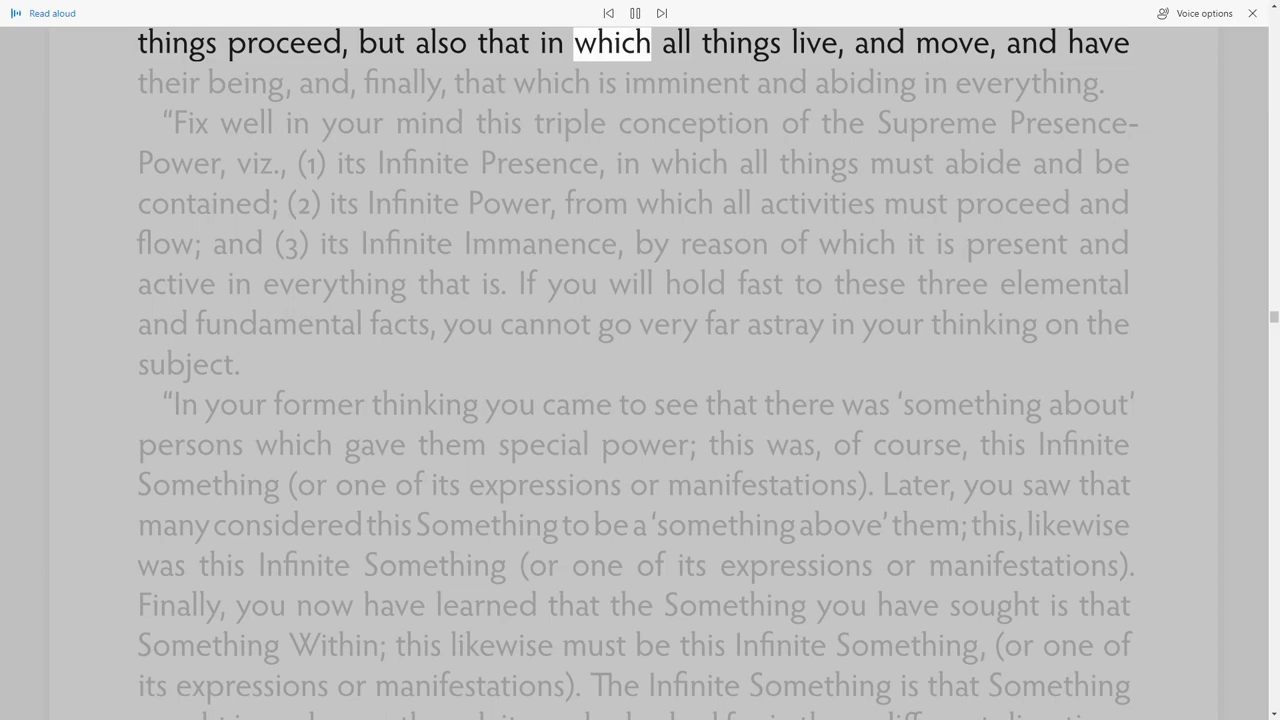 Read aloud
Voice options
things proceed, but also that in which all things live, and move, and have
their being, and, finally, that which is imminent and abiding in everything.
“Fix well in your mind this triple conception of the Supreme Presence-
Power, viz., (1) its Infinite Presence, in which all things must abide and be
contained; (2) its Infinite Power, from which all activities must proceed and
flow; and (3) its Infinite Immanence, by reason of which it is present and
active in everything that is. If you will hold fast to these three elemental
and fundamental facts, you cannot go very far astray in your thinking on the
subject.
“In your former thinking you came to see that there was ‘something about’
persons which gave them special power; this was, of course, this Infinite
Something (or one of its expressions or manifestations). Later, you saw that
many considered this Something to be a ‘something above’ them; this, likewise
was this Infinite Something (or one of its expressions or manifestations).
Finally, you now have learned that the Something you have sought is that
Something Within; this likewise must be this Infinite Something, (or one of
its expressions or manifestations). The Infinite Something is that Something